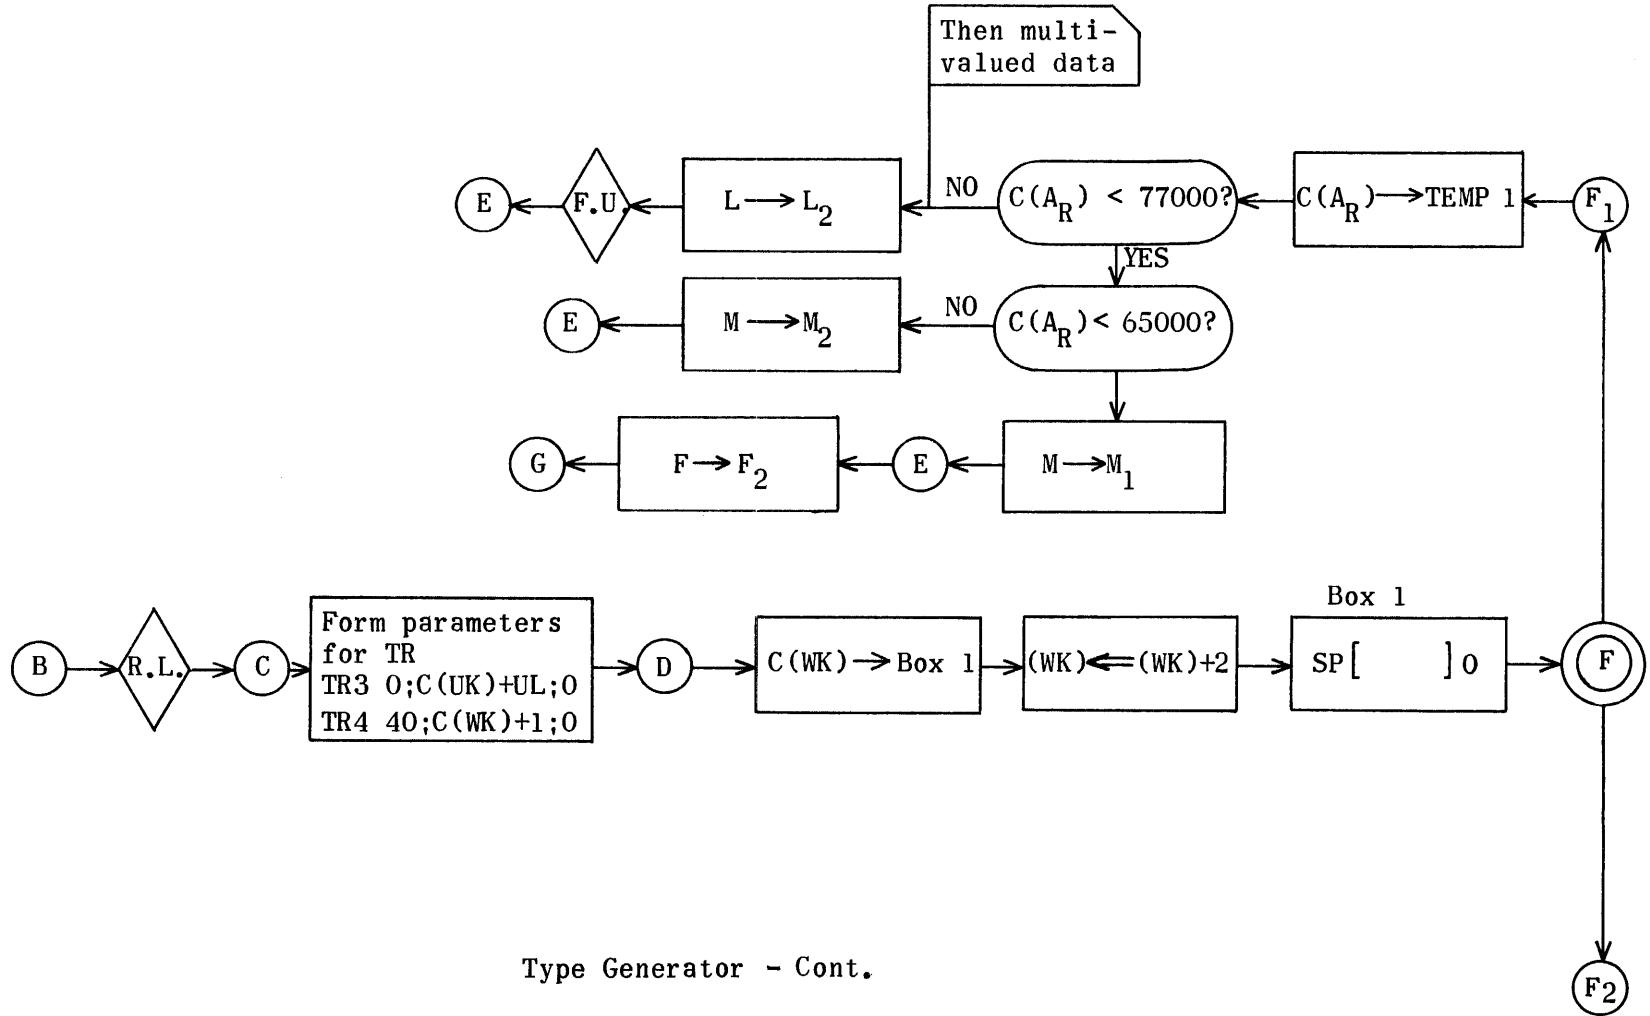 Then multi-
valued data
E
F.U.
L→L2
NO
C(AR) < 77000?
C(AR)→TEMP 1
F1
YES
E
M→M2
NO
C(AR)< 65000?
G
F→F2
E
M→M1
Box 1
B
R.L.
C
Form parameters
for TR
TR3 0;C(UK)+UL;0
TR4 40;C(WK)+1;0
D
C(WK)→Box 1
(WK)⇐(WK)+2
SP[ ]0
F
Type Generator - Cont.
F2